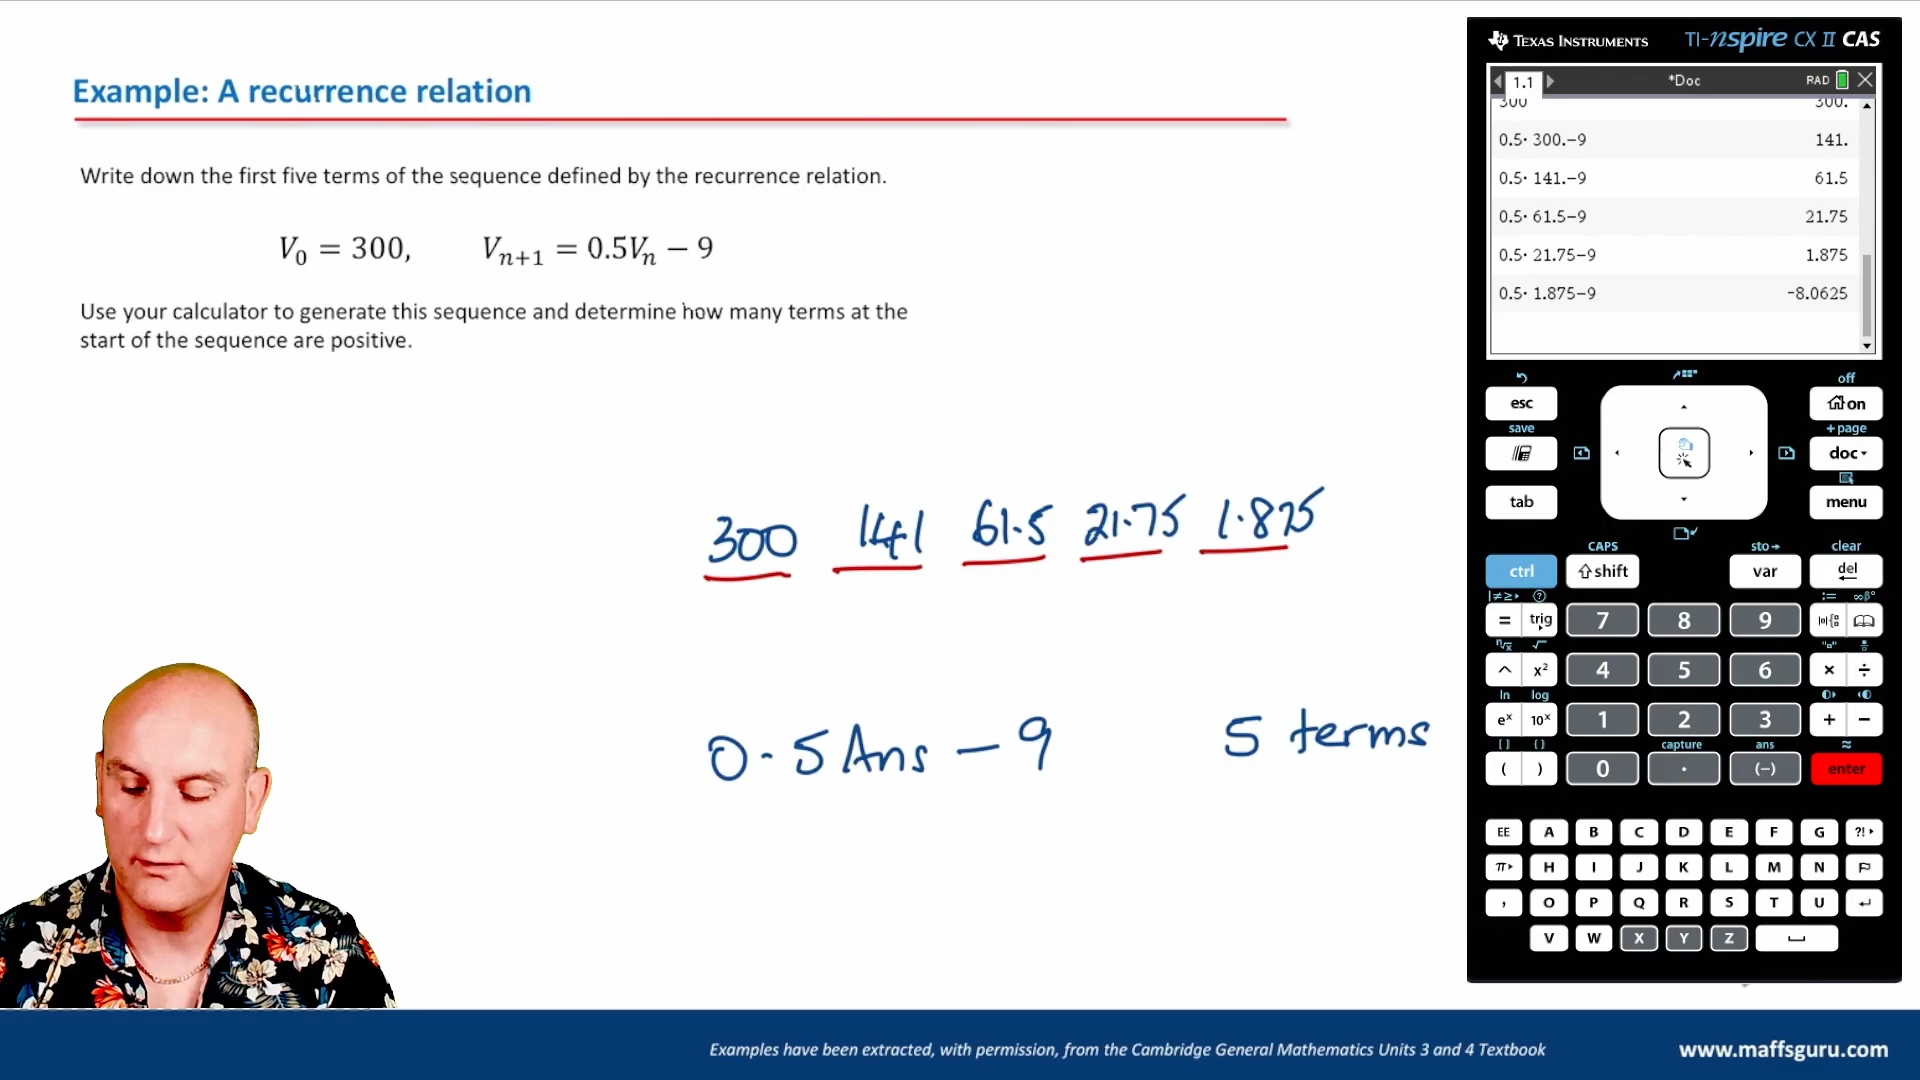 Example: A recurrence relation
Write down the first five terms of the sequence defined by the recurrence relation.
V₀ = 300, Vₙ₊₁ = 0.5Vₙ − 9
Use your calculator to generate this sequence and determine how many terms at the
start of the sequence are positive.
300 141 61.5 21.75 1.875
0.5 Ans − 9 5 terms
TEXAS INSTRUMENTS TI-nspire CX II CAS
1.1 *Doc RAD
300 300.
0.5· 300.−9 141.
0.5· 141.−9 61.5
0.5· 61.5−9 21.75
0.5· 21.75−9 1.875
0.5· 1.875−9 -8.0625
off
esc on
save +page
doc
tab menu
CAPS sto→ clear
ctrl shift var del
|≠≥▸ ? := ∞β°
= trig 7 8 9
ⁿ√x √ "□"
^ x² 4 5 6 × ÷
ln log
eˣ 10ˣ 1 2 3 + −
[ ] { } capture ans ≈
( ) 0 . (−) enter
EE A B C D E F G ?!▸
π▸ H I J K L M N
, O P Q R S T U
V W X Y Z
Examples have been extracted, with permission, from the Cambridge General Mathematics Units 3 and 4 Textbook
www.maffsguru.com